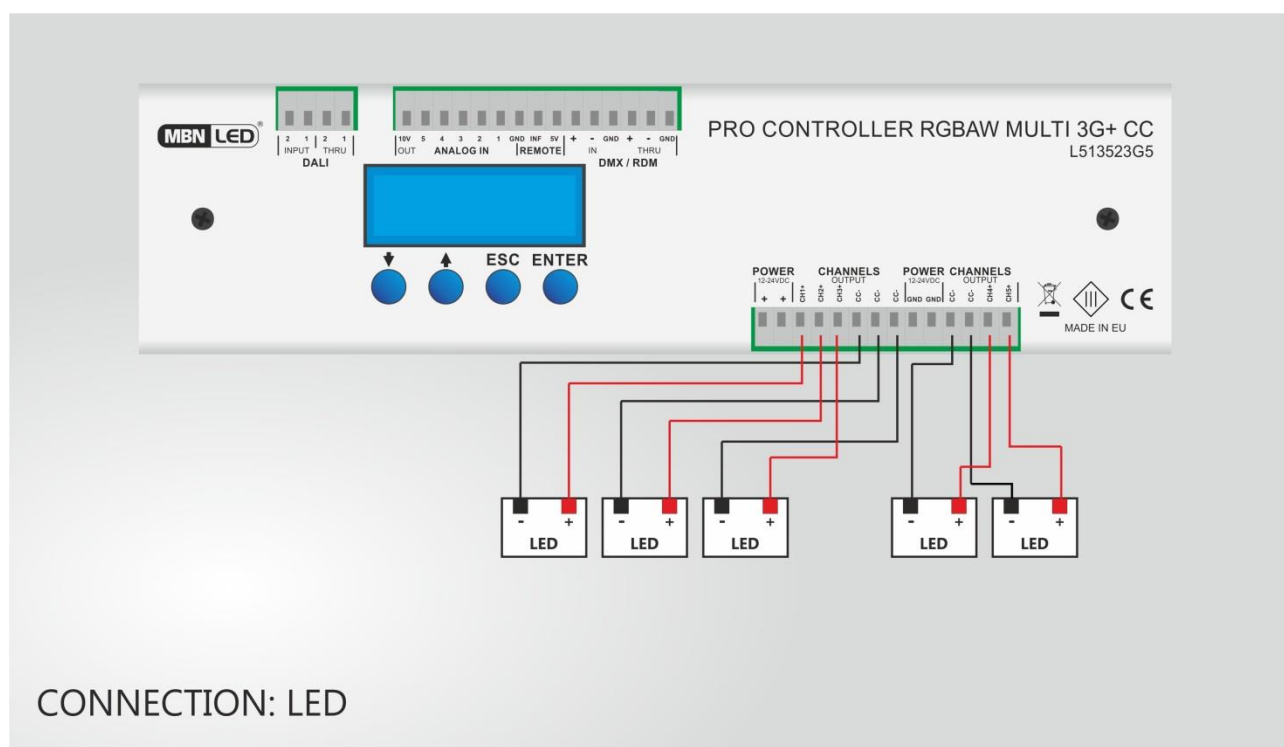 MBN LED®
2 1 2 1
INPUT THRU
DALI
10V 5 4 3 2 1 GND INF 5V + - GND + - GND
OUT ANALOG IN REMOTE IN THRU
DMX / RDM
PRO CONTROLLER RGBAW MULTI 3G+ CC
L513523G5
ESC ENTER
POWER CHANNELS POWER CHANNELS
12-24VDC OUTPUT 12-24VDC OUTPUT
+ + CH1+ CH2+ CH3+ CC- CC- CC- GND GND CC- CC- CH4+ CH5+
CE
MADE IN EU
- + - + - + - + - +
LED LED LED LED LED
CONNECTION: LED